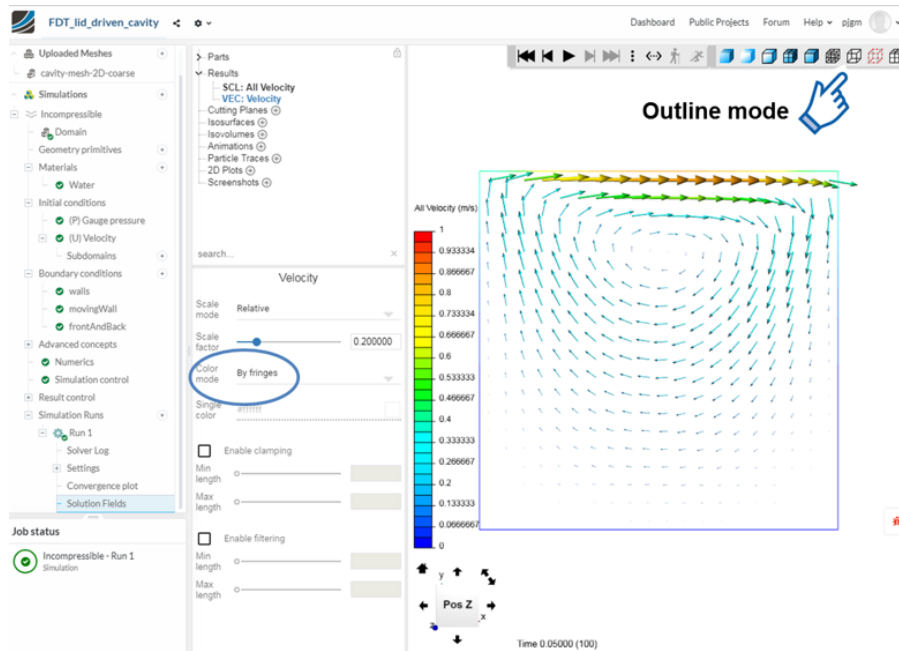 FDT_lid_driven_cavity
Dashboard Public Projects Forum Help pjgm
Uploaded Meshes
cavity-mesh-2D-coarse
Simulations
Incompressible
Domain
Geometry primitives
Materials
Water
Initial conditions
(P) Gauge pressure
(U) Velocity
Subdomains
Boundary conditions
walls
movingWall
frontAndBack
Advanced concepts
Numerics
Simulation control
Result control
Simulation Runs
Run 1
Solver Log
Settings
Convergence plot
Solution Fields
Job status
Incompressible - Run 1
Simulation
Parts
Results
SCL: All Velocity
VEC: Velocity
Cutting Planes
Isosurfaces
Isovolumes
Animations
Particle Traces
2D Plots
Screenshots
search...
Velocity
Scale mode Relative
Scale factor 0.200000
Color mode By fringes
Single color #ffffff
Enable clamping
Min length
Max length
Enable filtering
Min length
Max length
Outline mode
All Velocity (m/s)
1
0.933334
0.866667
0.8
0.733334
0.666667
0.6
0.533333
0.466667
0.4
0.333333
0.266667
0.2
0.133333
0.0666667
0
y
Pos Z
x
z
Time 0.05000 (100)